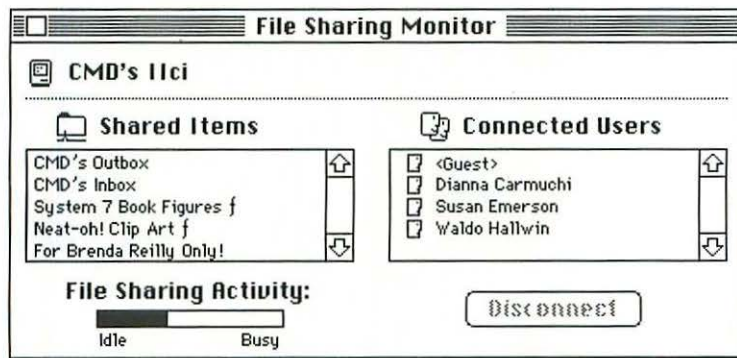 File Sharing Monitor
CMD's IIci
Shared Items
CMD's Outbox
CMD's Inbox
System 7 Book Figures ƒ
Neat-oh! Clip Art ƒ
For Brenda Reilly Only!
Connected Users
<Guest>
Dianna Carmuchi
Susan Emerson
Waldo Hallwin
File Sharing Activity:
Idle Busy
Disconnect